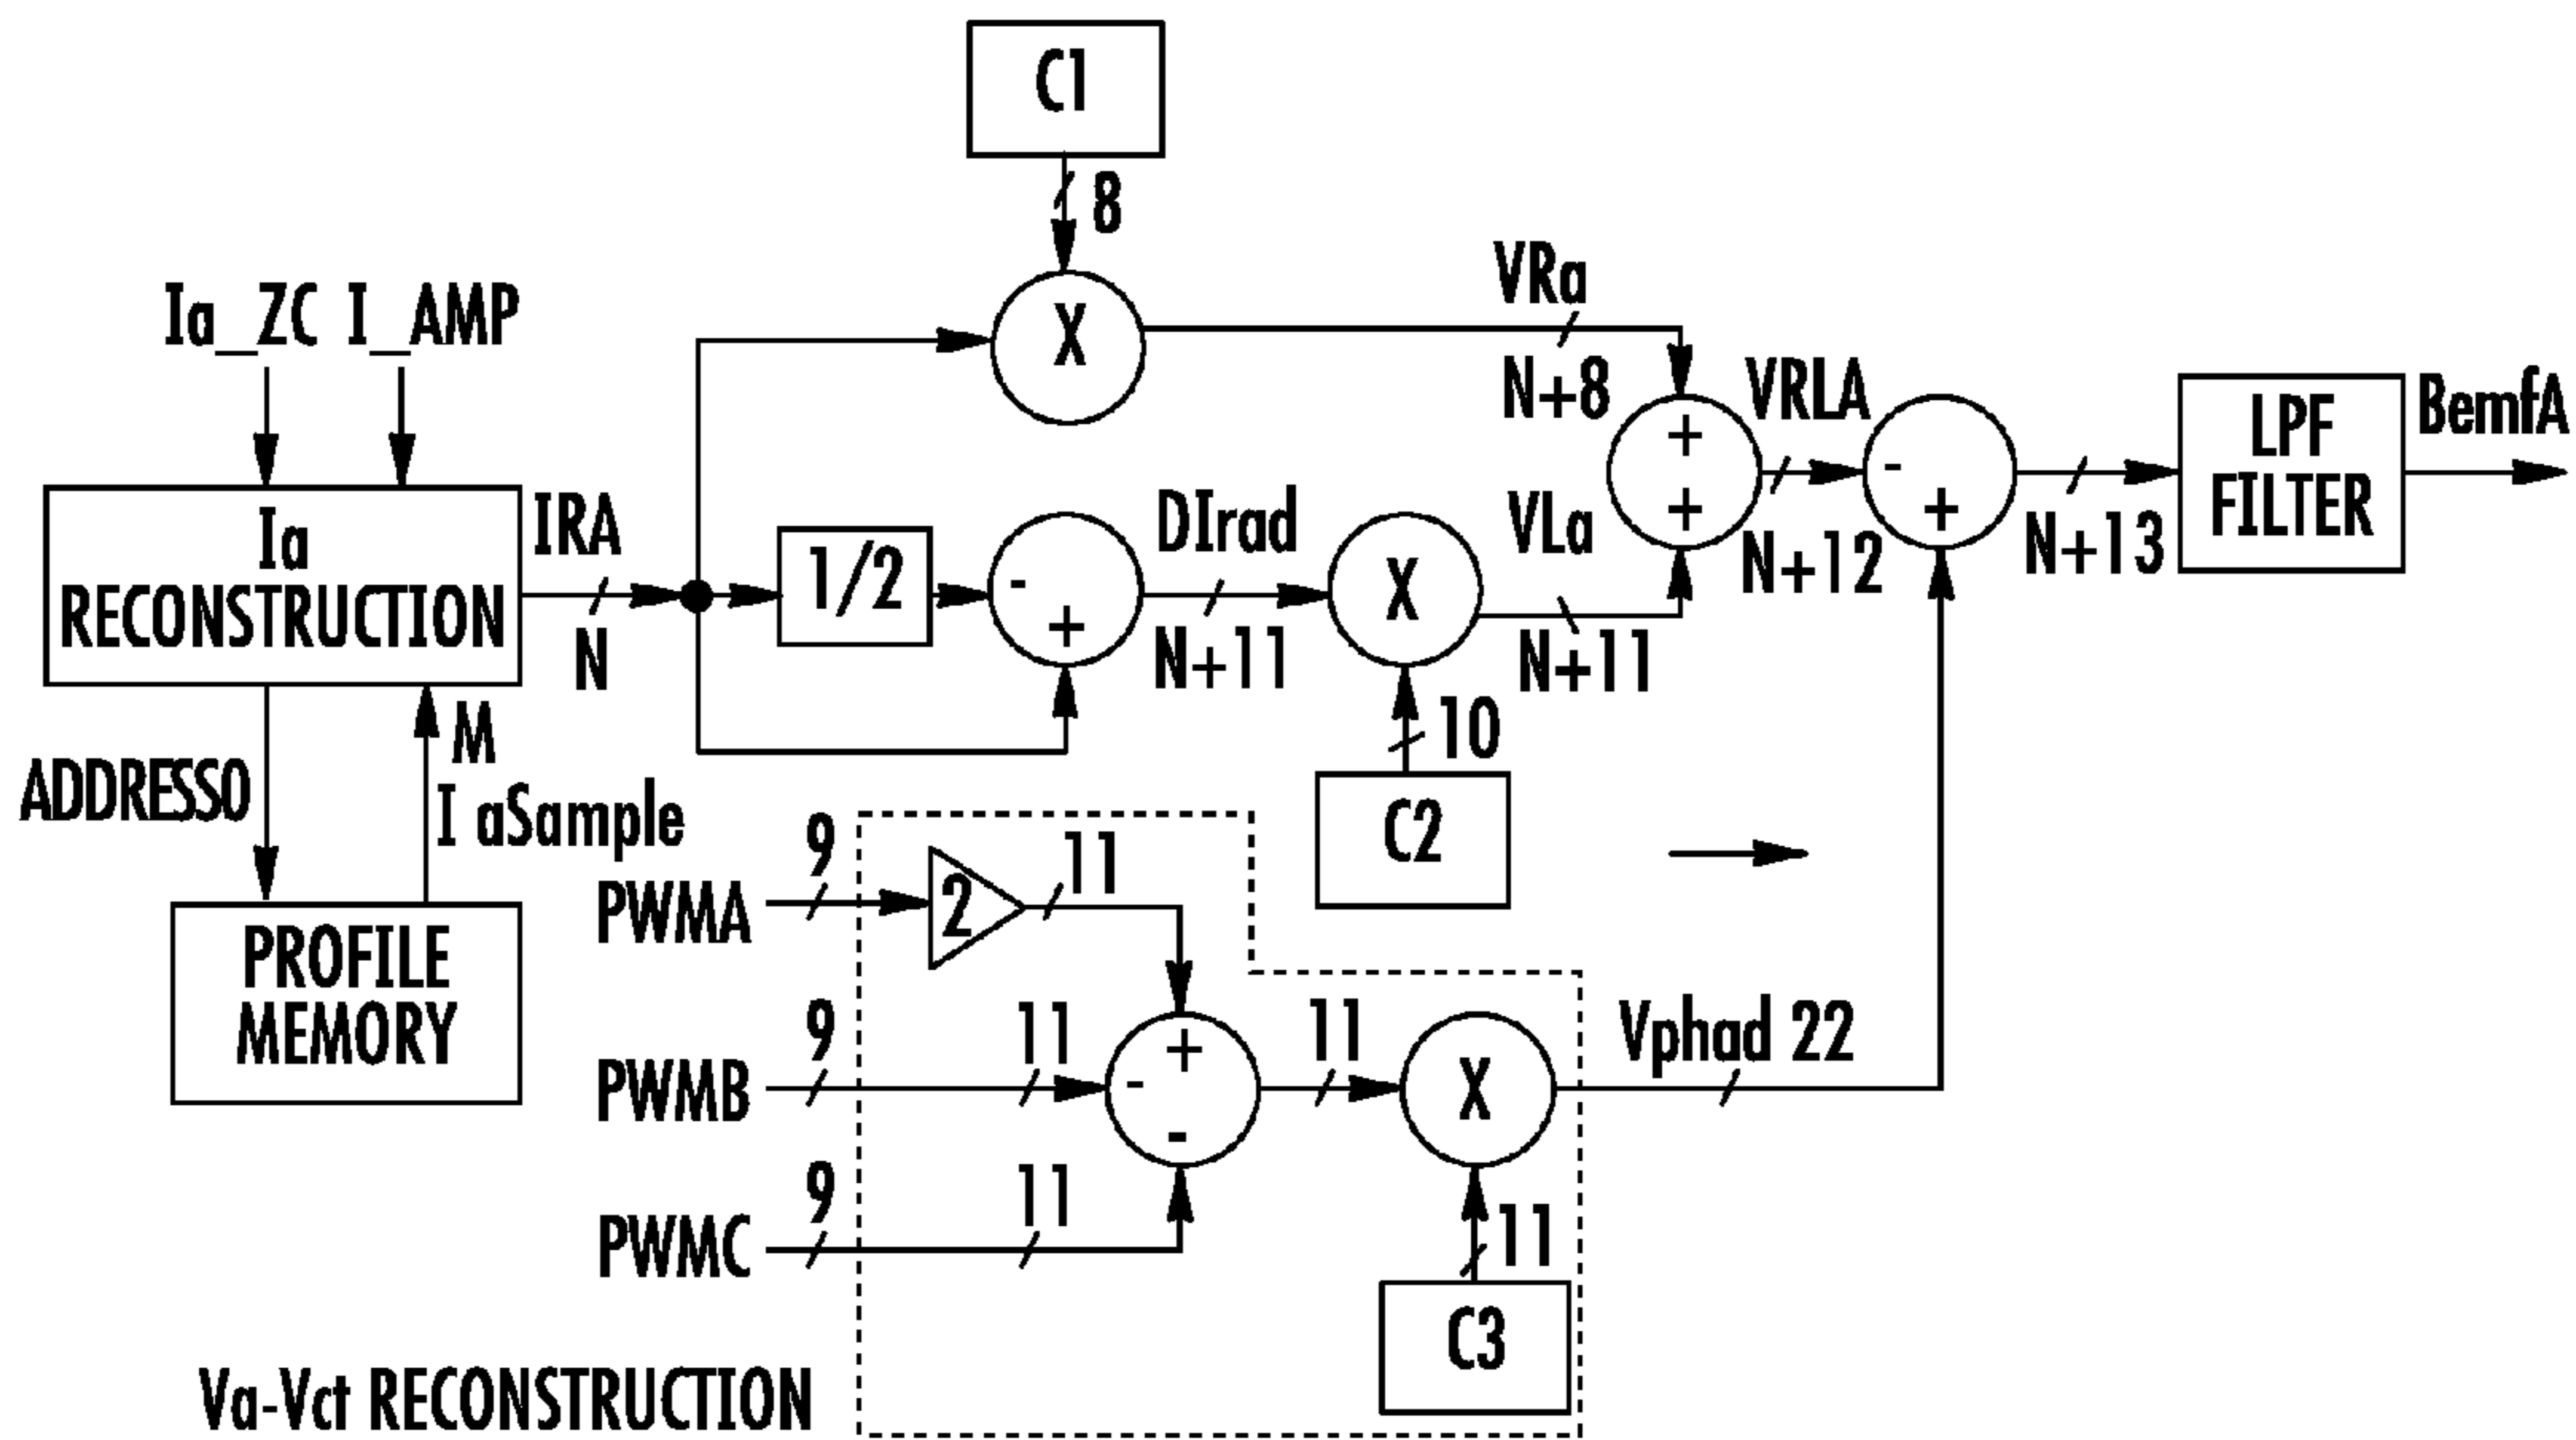 C1
8
X
VRa
N+8
Ia_ZC I_AMP
Ia
RECONSTRUCTION
IRA
N
1/2
-
+
DIrad
N+11
X
VLa
N+11
10
C2
+
+
VRLA
N+12
-
+
N+13
LPF
FILTER
BemfA
ADDRESSO
M
I aSample
PROFILE
MEMORY
PWMA
9
2
11
PWMB
9
11
PWMC
9
11
+
-
-
11
X
11
C3
Vphad 22
Va-Vct RECONSTRUCTION